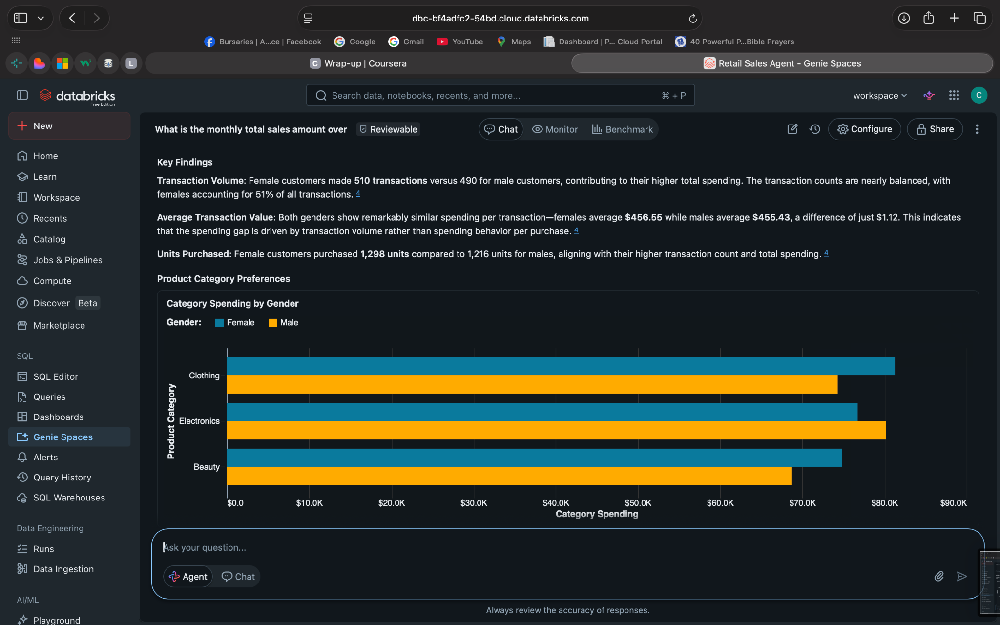 dbc-bf4adfc2-54bd.cloud.databricks.com
Bursaries | A...ce | Facebook
Google
Gmail
YouTube
Maps
Dashboard | P... Cloud Portal
40 Powerful P...Bible Prayers
L
C Wrap-up | Coursera
Retail Sales Agent - Genie Spaces
databricks
Free Edition
Search data, notebooks, recents, and more...
⌘ + P
workspace
C
New
Home
Learn
Workspace
Recents
Catalog
Jobs & Pipelines
Compute
Discover Beta
Marketplace
SQL
SQL Editor
Queries
Dashboards
Genie Spaces
Alerts
Query History
SQL Warehouses
Data Engineering
Runs
Data Ingestion
AI/ML
Playground
What is the monthly total sales amount over
Reviewable
Chat
Monitor
Benchmark
Configure
Share
Key Findings
Transaction Volume: Female customers made 510 transactions versus 490 for male customers, contributing to their higher total spending. The transaction counts are nearly balanced, with
females accounting for 51% of all transactions. 4
Average Transaction Value: Both genders show remarkably similar spending per transaction—females average $456.55 while males average $455.43, a difference of just $1.12. This indicates
that the spending gap is driven by transaction volume rather than spending behavior per purchase. 4
Units Purchased: Female customers purchased 1,298 units compared to 1,216 units for males, aligning with their higher transaction count and total spending. 4
Product Category Preferences
Category Spending by Gender
Gender: Female Male
Product Category
Clothing
Electronics
Beauty
$0.0 $10.0K $20.0K $30.0K $40.0K $50.0K $60.0K $70.0K $80.0K $90.0K
Category Spending
Ask your question...
Agent
Chat
Always review the accuracy of responses.